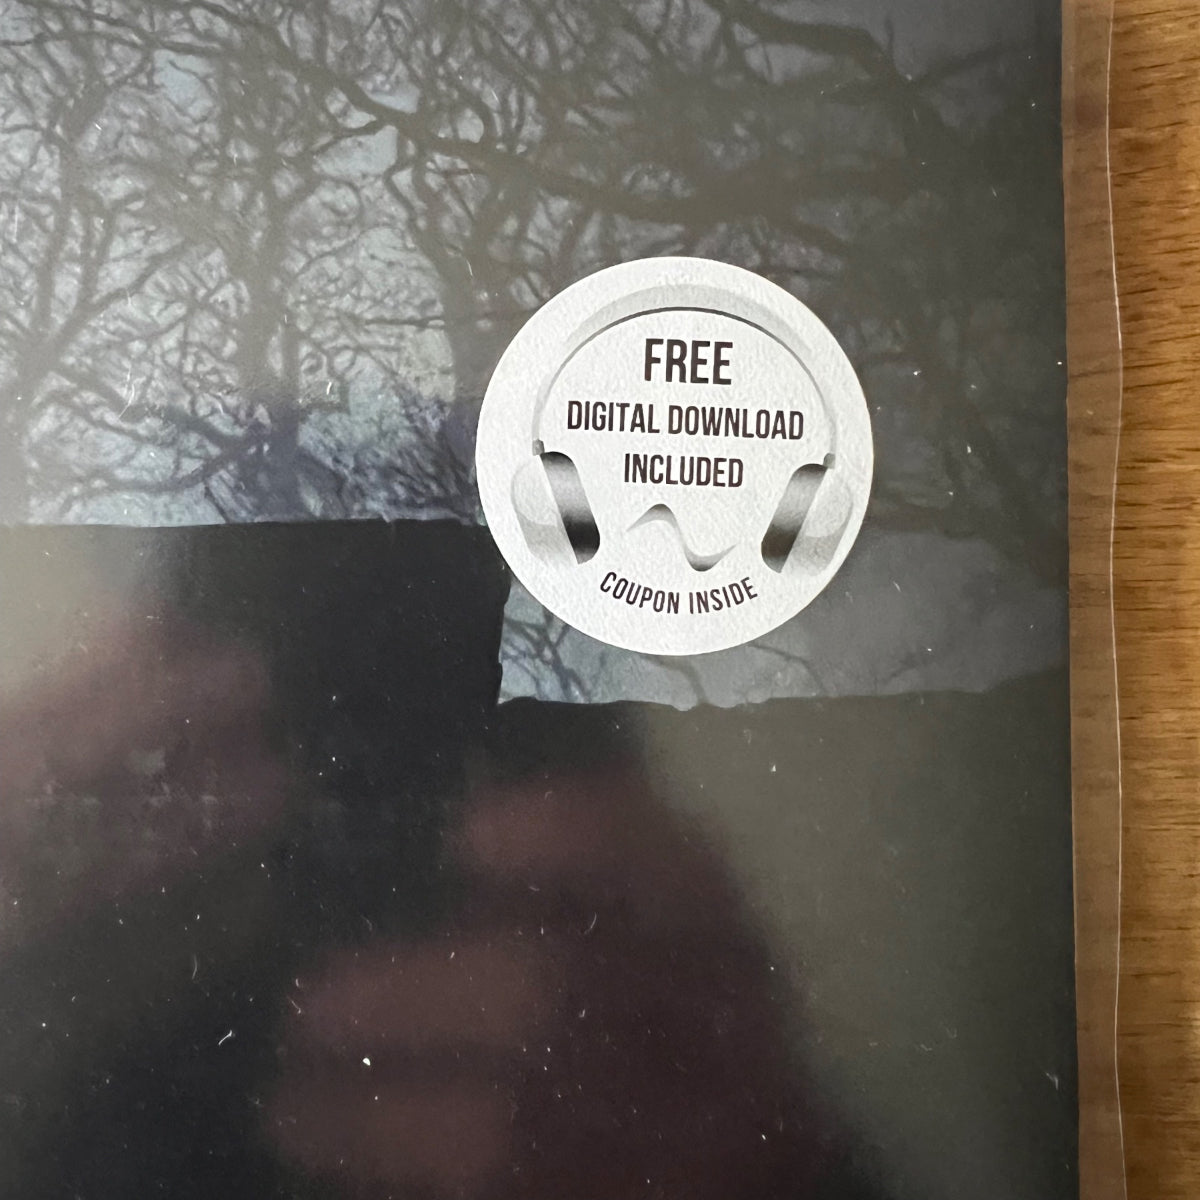 FREE
DIGITAL DOWNLOAD
INCLUDED
COUPON INSIDE